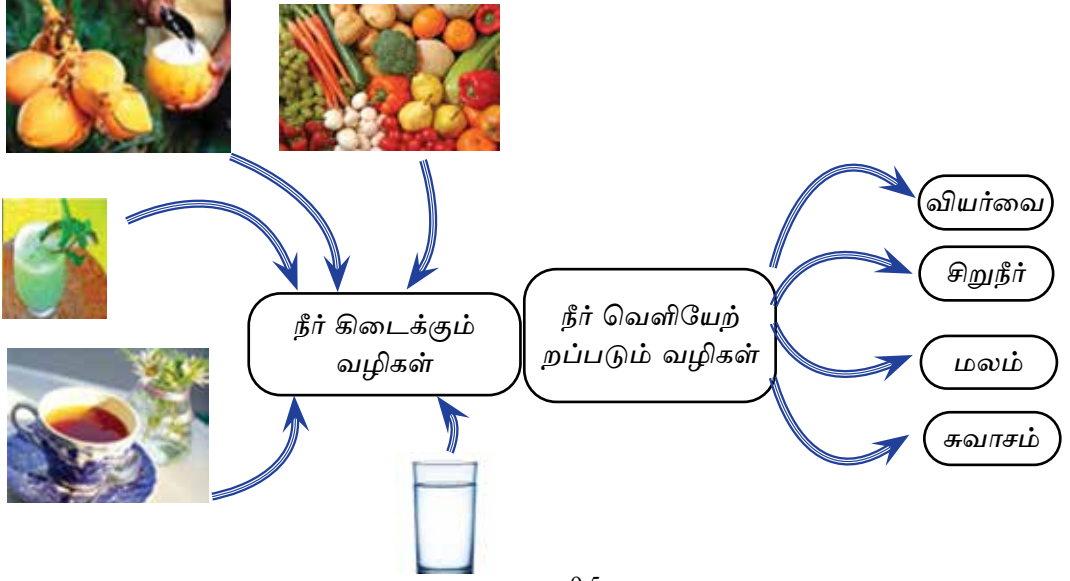 நீர் கிடைக்கும்
வழிகள்
நீர் வெளியேற்
றப்படும் வழிகள்
வியர்வை
சிறுநீர்
மலம்
சுவாசம்